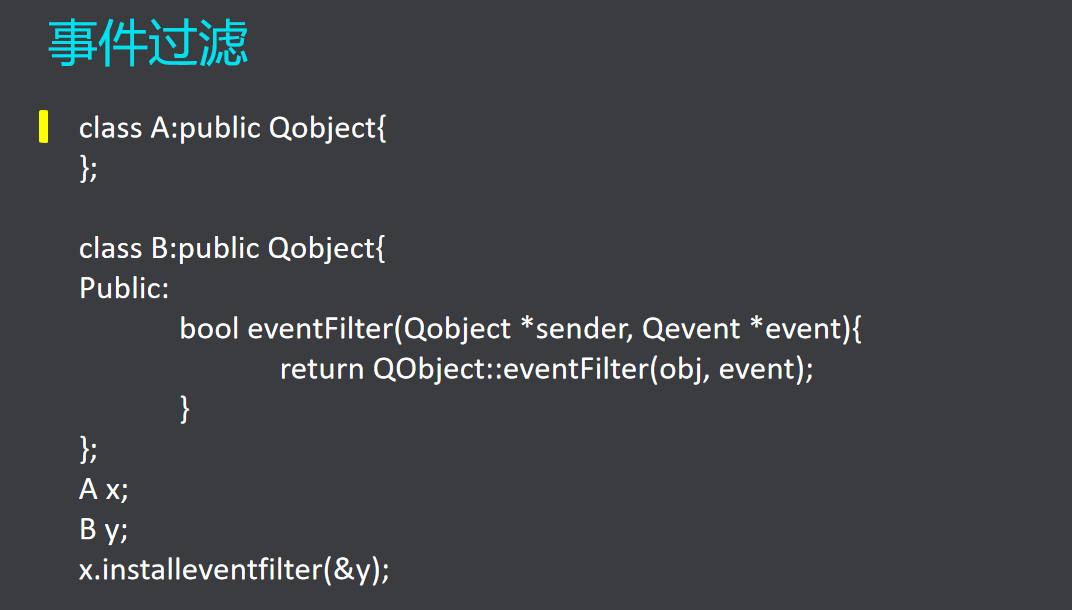 事件过滤
class A:public Qobject{
};
class B:public Qobject{
Public:
bool eventFilter(Qobject *sender, Qevent *event){
return QObject::eventFilter(obj, event);
}
};
A x;
B y;
x.installeventfilter(&y);